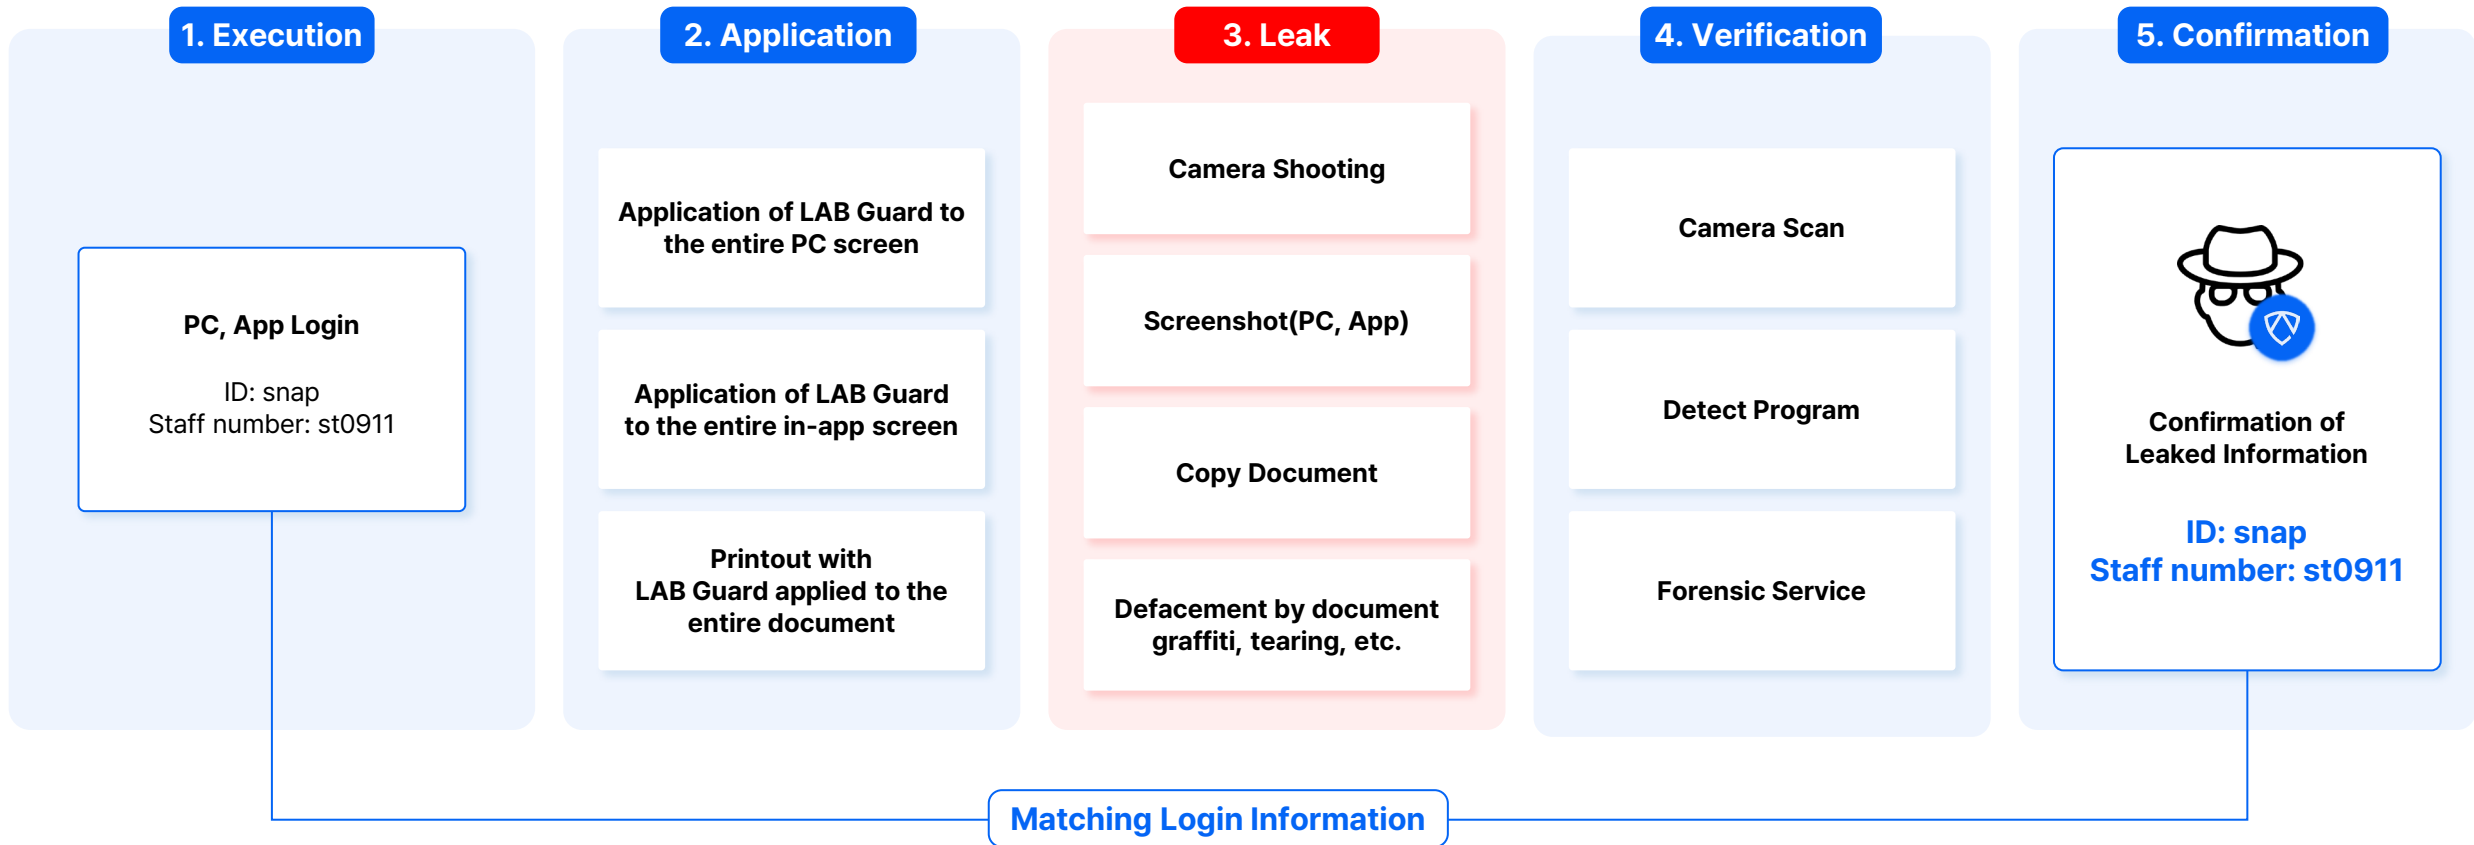 1. Execution
PC, App Login
ID: snap
Staff number: st0911
2. Application
Application of LAB Guard to
the entire PC screen
Application of LAB Guard
to the entire in-app screen
Printout with
LAB Guard applied to the
entire document
3. Leak
Camera Shooting
Screenshot(PC, App)
Copy Document
Defacement by document
graffiti, tearing, etc.
4. Verification
Camera Scan
Detect Program
Forensic Service
5. Confirmation
Confirmation of
Leaked Information
ID: snap
Staff number: st0911
Matching Login Information